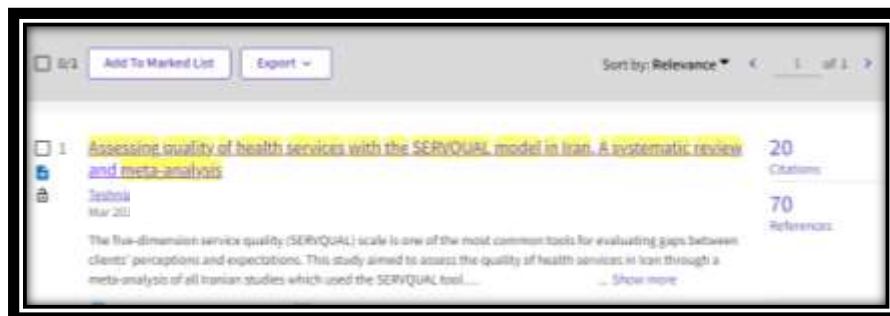 0/1 Add To Marked List Export Sort by: Relevance 1 of 1
1 Assessing quality of health services with the SERVQUAL model in Iran. A systematic review
and meta-analysis
20
Citations
Mar 201
70
References
The five-dimension service quality (SERVQUAL) scale is one of the most common tools for evaluating gaps between
clients' perceptions and expectations. This study aimed to assess the quality of health services in Iran through a
meta-analysis of all Iranian studies which used the SERVQUAL tool.... ... Show more